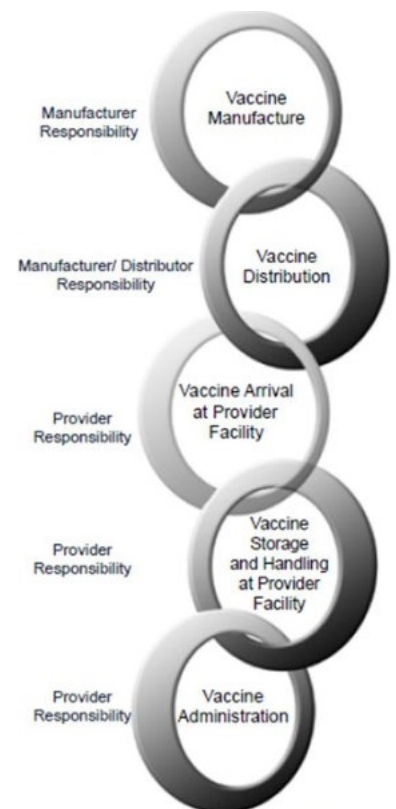 Vaccine
Manufacture
Manufacturer
Responsibility
Vaccine
Distribution
Manufacturer/ Distributor
Responsibility
Vaccine Arrival
at Provider
Facility
Provider
Responsibility
Vaccine
Storage
and Handling
at Provider
Facility
Provider
Responsibility
Vaccine
Administration
Provider
Responsibility